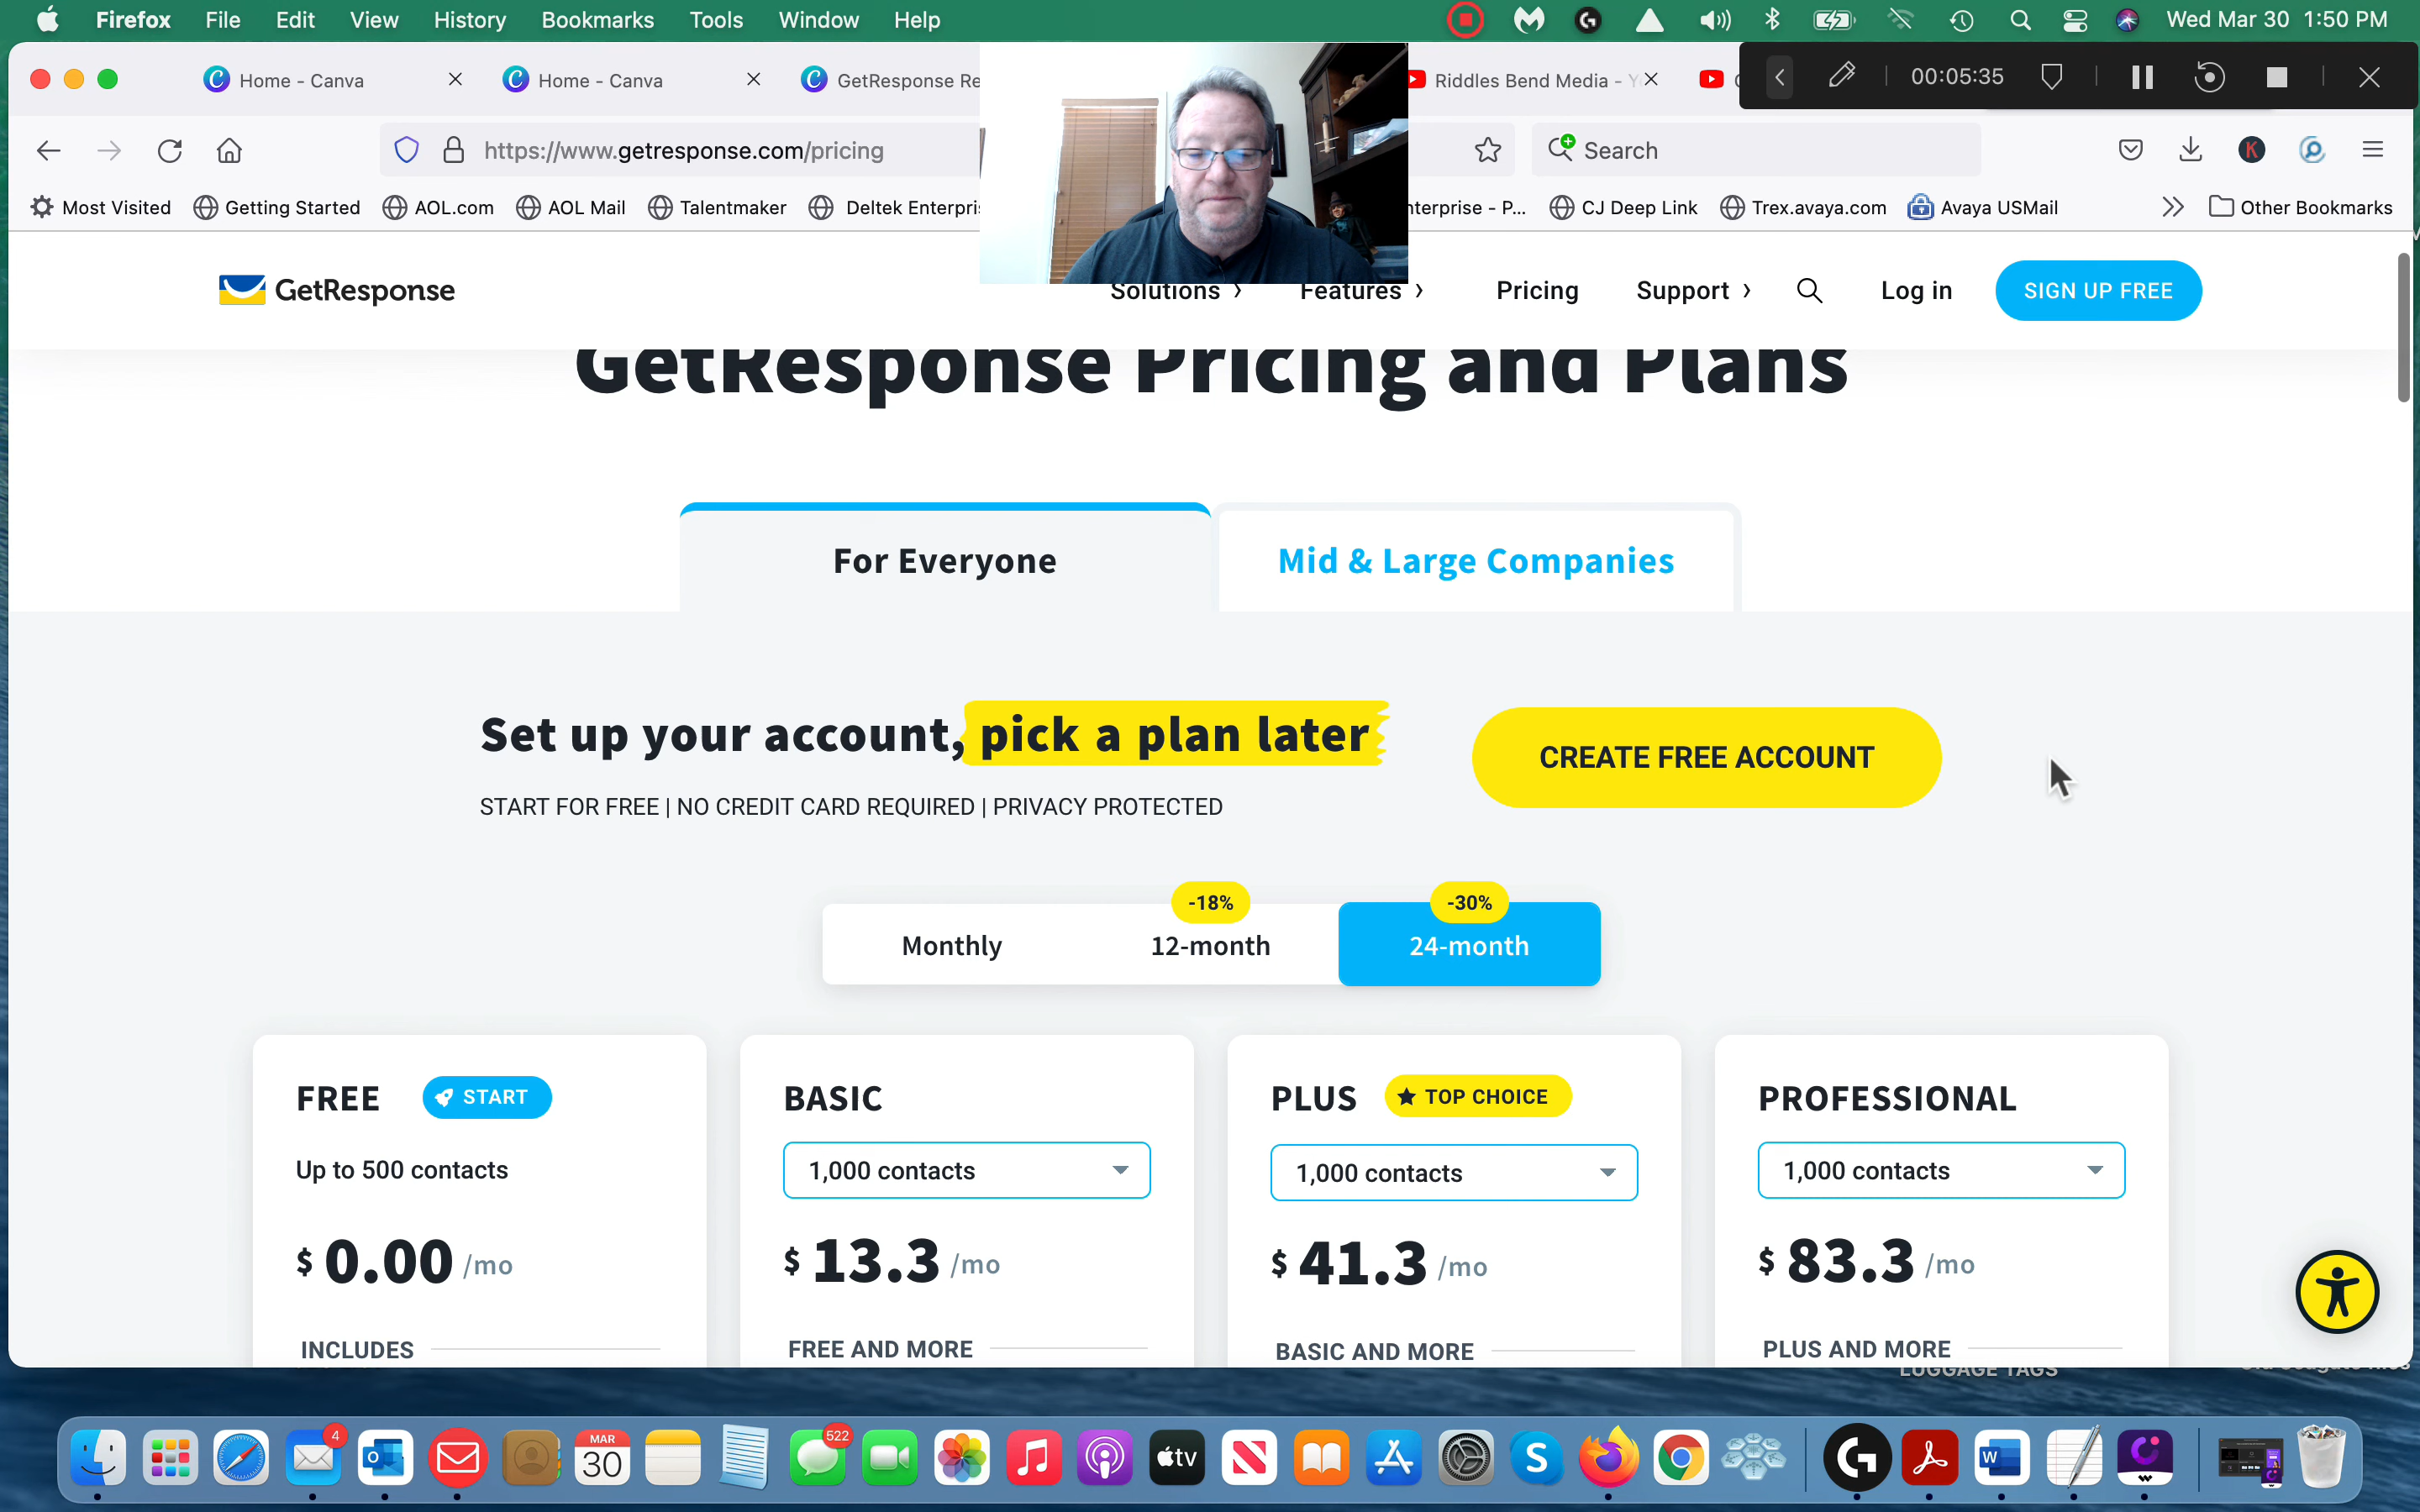 Firefox File Edit View History Bookmarks Tools Window Help Wed Mar 30 1:50 PM
Home - Canva Home - Canva GetResponse Re Riddles Bend Media - 00:05:35
https://www.getresponse.com/pricing Search
Most Visited Getting Started AOL.com AOL Mail Talentmaker Deltek Enterpri nterprise - P... CJ Deep Link Trex.avaya.com Avaya USMail Other Bookmarks
GetResponse Solutions Features Pricing Support Log in SIGN UP FREE
GetResponse Pricing and Plans
For Everyone Mid & Large Companies
Set up your account, pick a plan later
CREATE FREE ACCOUNT
START FOR FREE | NO CREDIT CARD REQUIRED | PRIVACY PROTECTED
-18% -30%
Monthly 12-month 24-month
FREE START BASIC PLUS TOP CHOICE PROFESSIONAL
Up to 500 contacts 1,000 contacts 1,000 contacts 1,000 contacts
$ 0.00 /mo $ 13.3 /mo $ 41.3 /mo $ 83.3 /mo
INCLUDES FREE AND MORE BASIC AND MORE PLUS AND MORE
LUGGAGE TAGS
4 MAR 30 522 tv